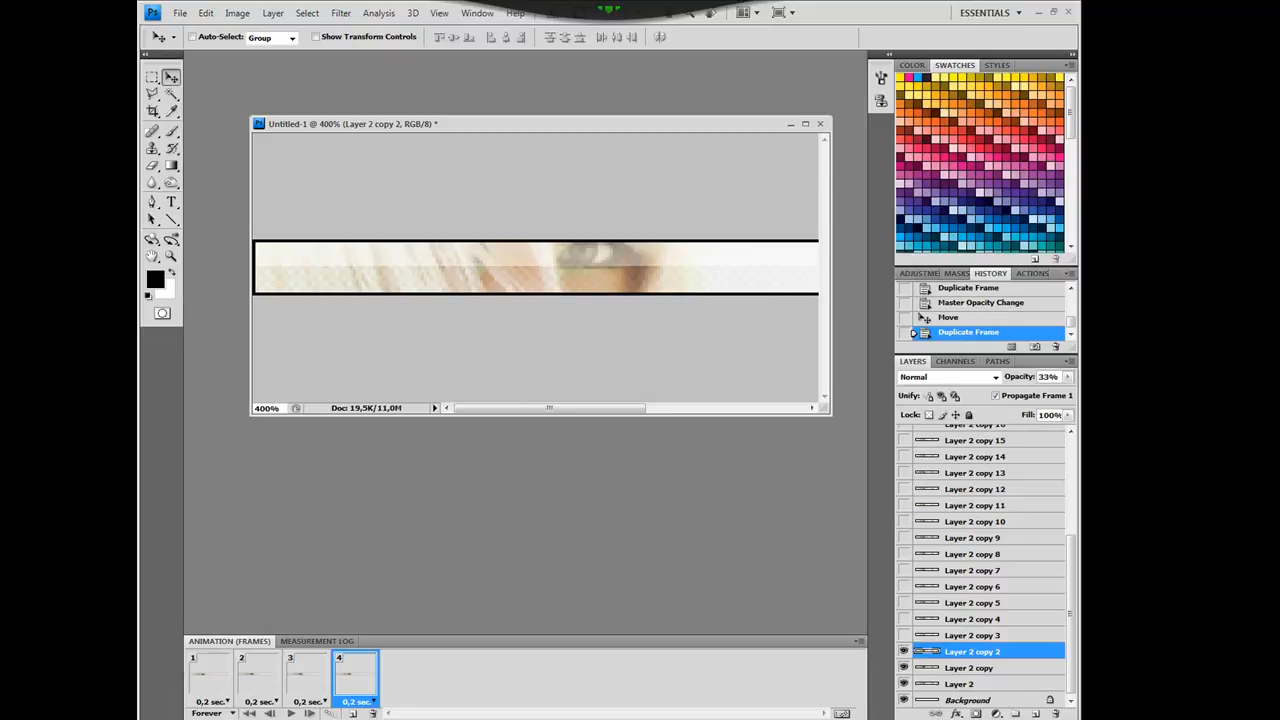 Ps File Edit Image Layer Select Filter Analysis 3D View Window Help ESSENTIALS
Auto-Select: Group Show Transform Controls
COLOR SWATCHES STYLES
Untitled-1 @ 400% (Layer 2 copy 2, RGB/8) *
ADJUSTME MASKS HISTORY ACTIONS
Duplicate Frame
Master Opacity Change
Move
Duplicate Frame
LAYERS CHANNELS PATHS
Normal Opacity: 33%
Unify: Propagate Frame 1
Lock: Fill: 100%
400% Doc: 19,5K/11,0M
Layer 2 copy 16
Layer 2 copy 15
Layer 2 copy 14
Layer 2 copy 13
Layer 2 copy 12
Layer 2 copy 11
Layer 2 copy 10
Layer 2 copy 9
Layer 2 copy 8
Layer 2 copy 7
Layer 2 copy 6
Layer 2 copy 5
Layer 2 copy 4
Layer 2 copy 3
Layer 2 copy 2
Layer 2 copy
Layer 2
Background
ANIMATION (FRAMES) MEASUREMENT LOG
1 2 3 4
0,2 sec. 0,2 sec. 0,2 sec. 0,2 sec.
Forever